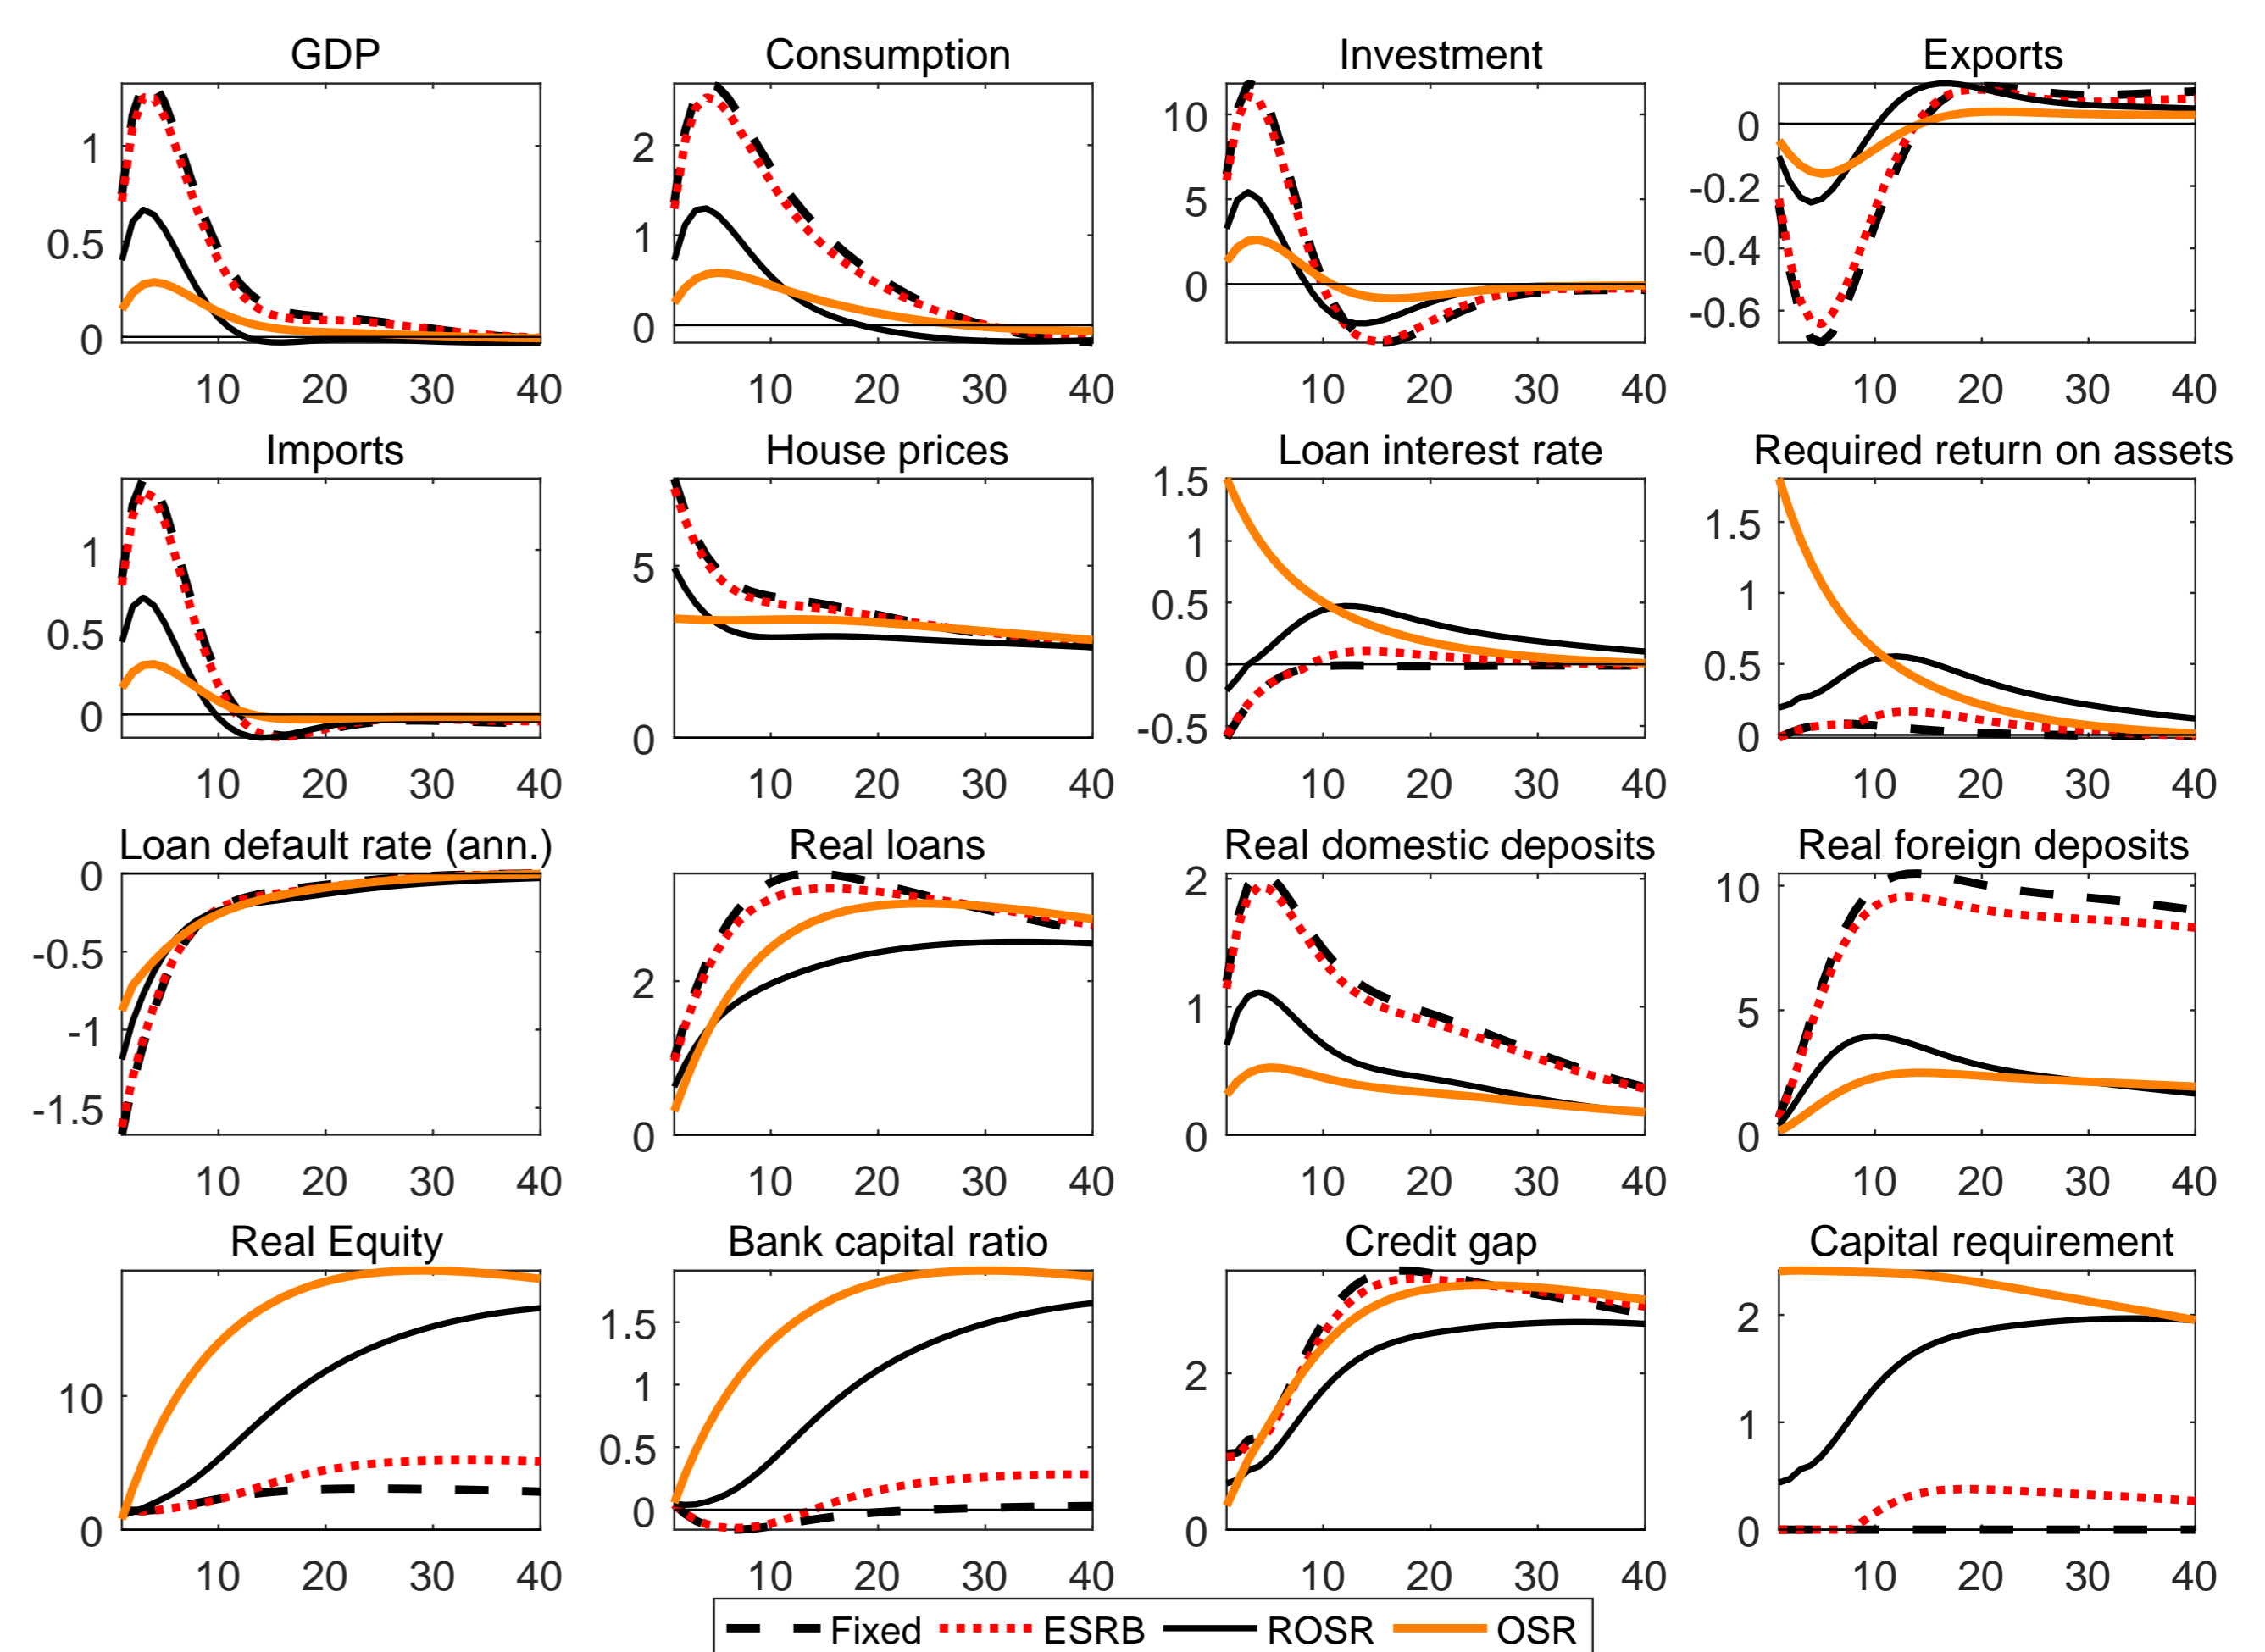 GDP Consumption Investment Exports
1
0.5
0
10 20 30 40
2
1
0
10 20 30 40
10
5
0
10 20 30 40
0
-0.2
-0.4
-0.6
10 20 30 40
Imports House prices Loan interest rate Required return on assets
1
0.5
0
10 20 30 40
5
0
10 20 30 40
1.5
1
0.5
0
-0.5
10 20 30 40
1.5
1
0.5
0
10 20 30 40
Loan default rate (ann.) Real loans Real domestic deposits Real foreign deposits
0
-0.5
-1
-1.5
10 20 30 40
2
0
10 20 30 40
2
1
0
10 20 30 40
10
5
0
10 20 30 40
Real Equity Bank capital ratio Credit gap Capital requirement
10
0
10 20 30 40
1.5
1
0.5
0
10 20 30 40
2
0
10 20 30 40
2
1
0
10 20 30 40
Fixed ESRB ROSR OSR